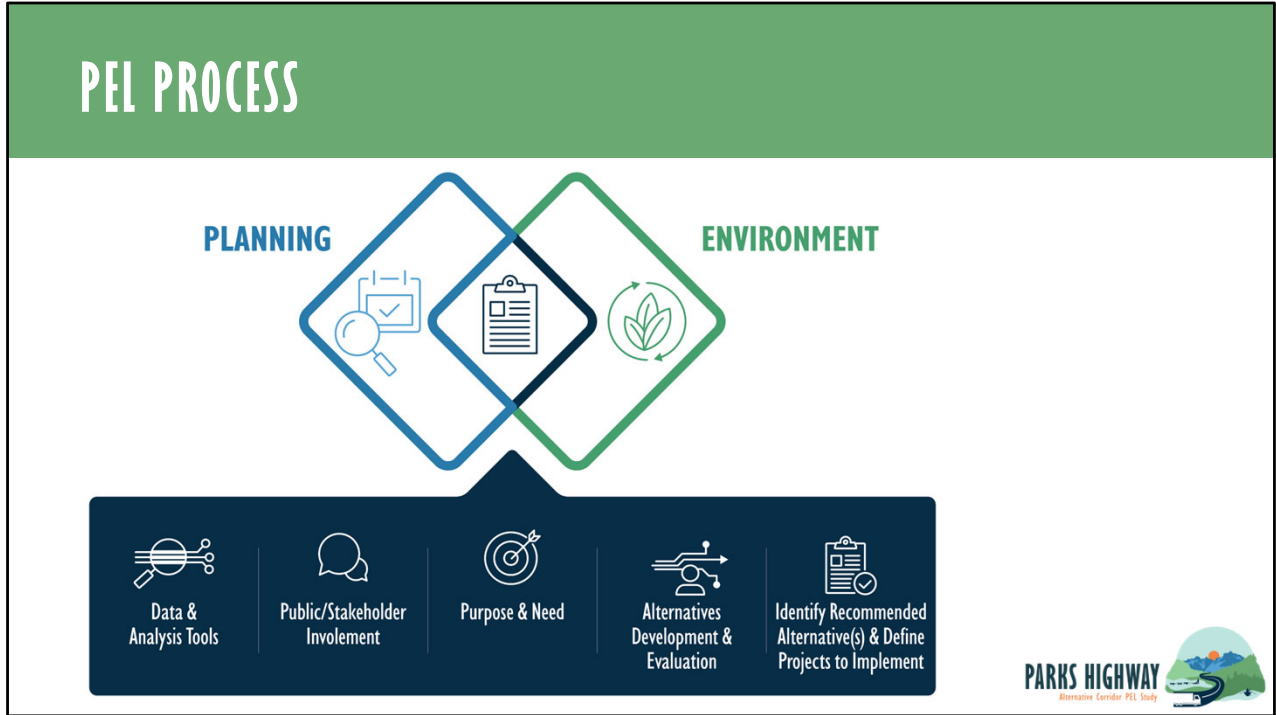 PEL PROCESS
PLANNING
ENVIRONMENT
Data &
Analysis Tools
Public/Stakeholder
Involement
Purpose & Need
Alternatives
Development &
Evaluation
Identify Recommended
Alternative(s) & Define
Projects to Implement
PARKS HIGHWAY
Alternative Corridor PEL Study